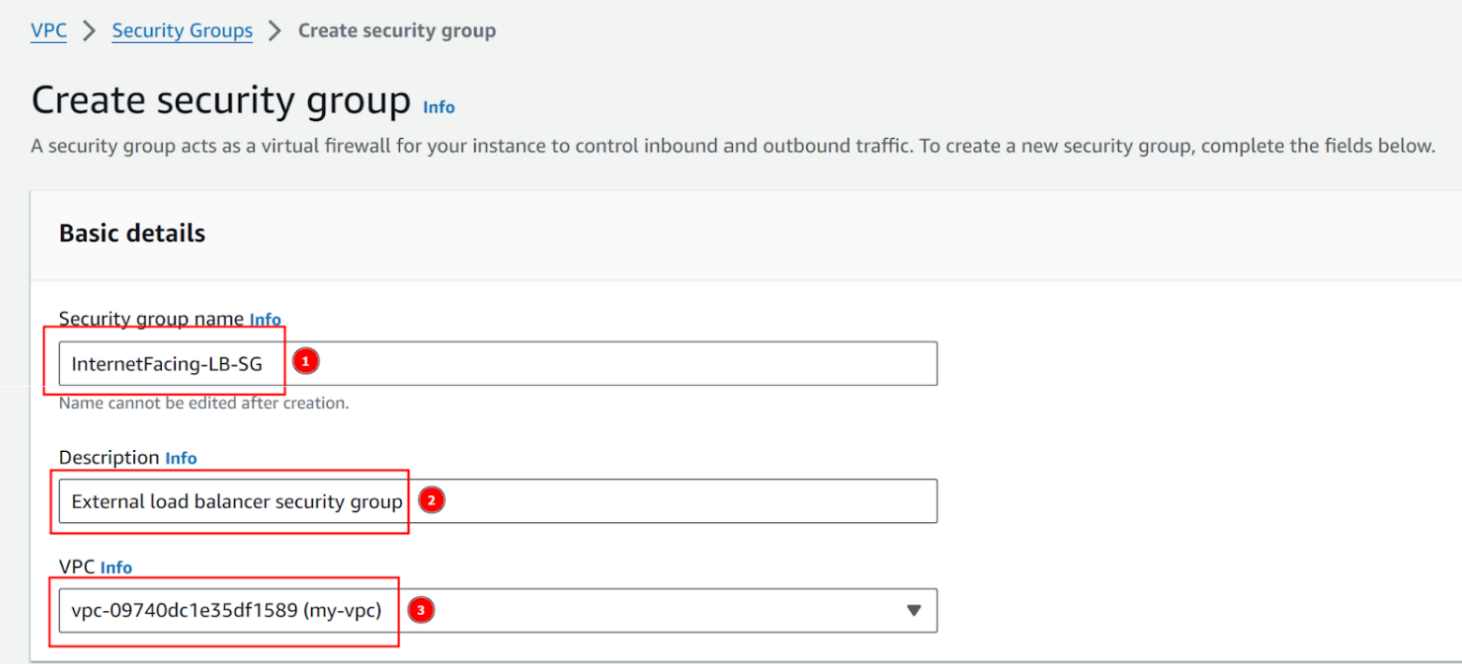 VPC > Security Groups > Create security group
Create security group Info
A security group acts as a virtual firewall for your instance to control inbound and outbound traffic. To create a new security group, complete the fields below.
Basic details
Security group name Info
InternetFacing-LB-SG 1
Name cannot be edited after creation.
Description Info
External load balancer security group 2
VPC Info
vpc-09740dc1e35df1589 (my-vpc) 3